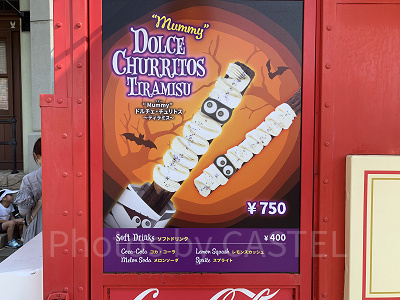 "Mummy"
DOLCE
CHURRITOS
TIRAMISU
"Mummy"
ドルチェ・チュリトス
～ティラミス～
¥750
Soft Drinks ソフトドリンク ¥400
Coca-Cola コカ・コーラ Lemon Squash レモンスカッシュ
Melon Soda メロンソーダ Sprite スプライト
Photo by CASTEL
Coca-Cola